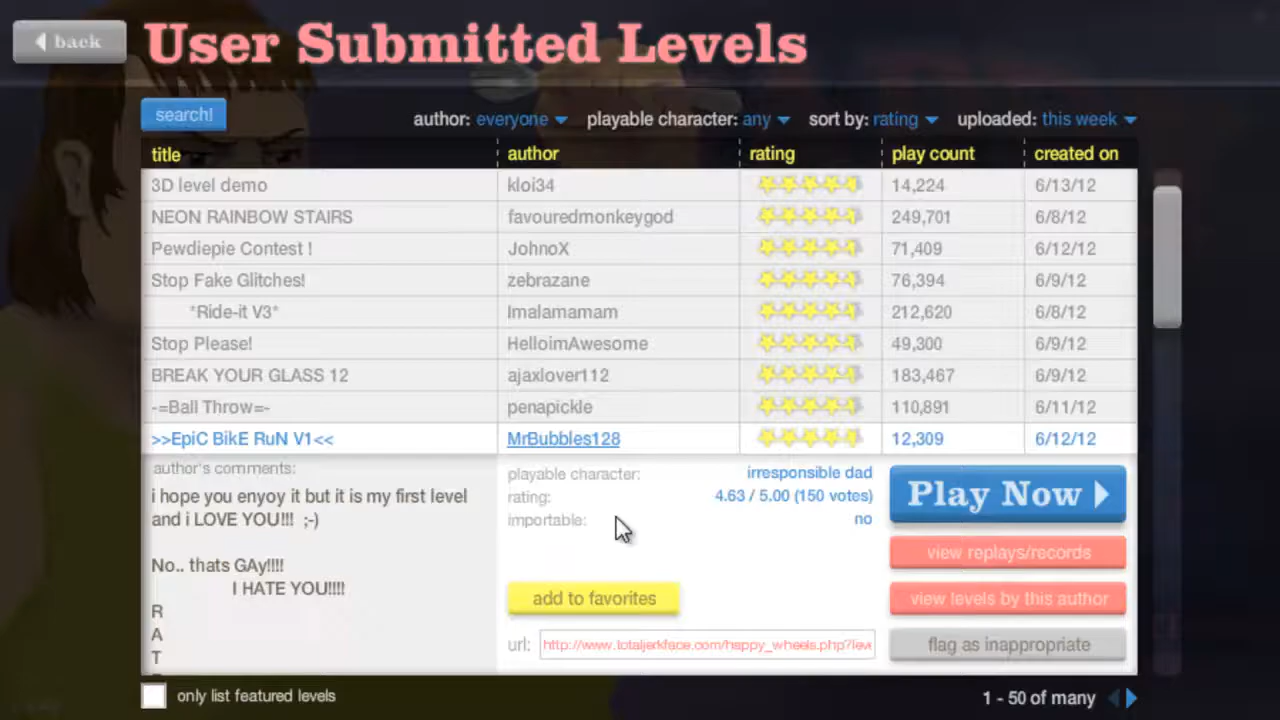 back
User Submitted Levels
search!
author: everyone playable character: any sort by: rating uploaded: this week
title author rating play count created on
3D level demo kloi34 14,224 6/13/12
NEON RAINBOW STAIRS favouredmonkeygod 249,701 6/8/12
Pewdiepie Contest ! JohnoX 71,409 6/12/12
Stop Fake Glitches! zebrazane 76,394 6/9/12
*Ride-it V3* Imalamamam 212,620 6/8/12
Stop Please! HelloimAwesome 49,300 6/9/12
BREAK YOUR GLASS 12 ajaxlover112 183,467 6/9/12
-=Ball Throw=- penapickle 110,891 6/11/12
>>EpiC BikE RuN V1<< MrBubbles128 12,309 6/12/12
author's comments:
i hope you enyoy it but it is my first level
and i LOVE YOU!!! ;-)
No.. thats GAy!!!!
I HATE YOU!!!!
R
A
T
playable character: irresponsible dad
rating: 4.63 / 5.00 (150 votes)
importable: no
add to favorites
url: http://www.totaljerkface.com/happy_wheels.php?lev
Play Now
view replays/records
view levels by this author
flag as inappropriate
only list featured levels
1 - 50 of many